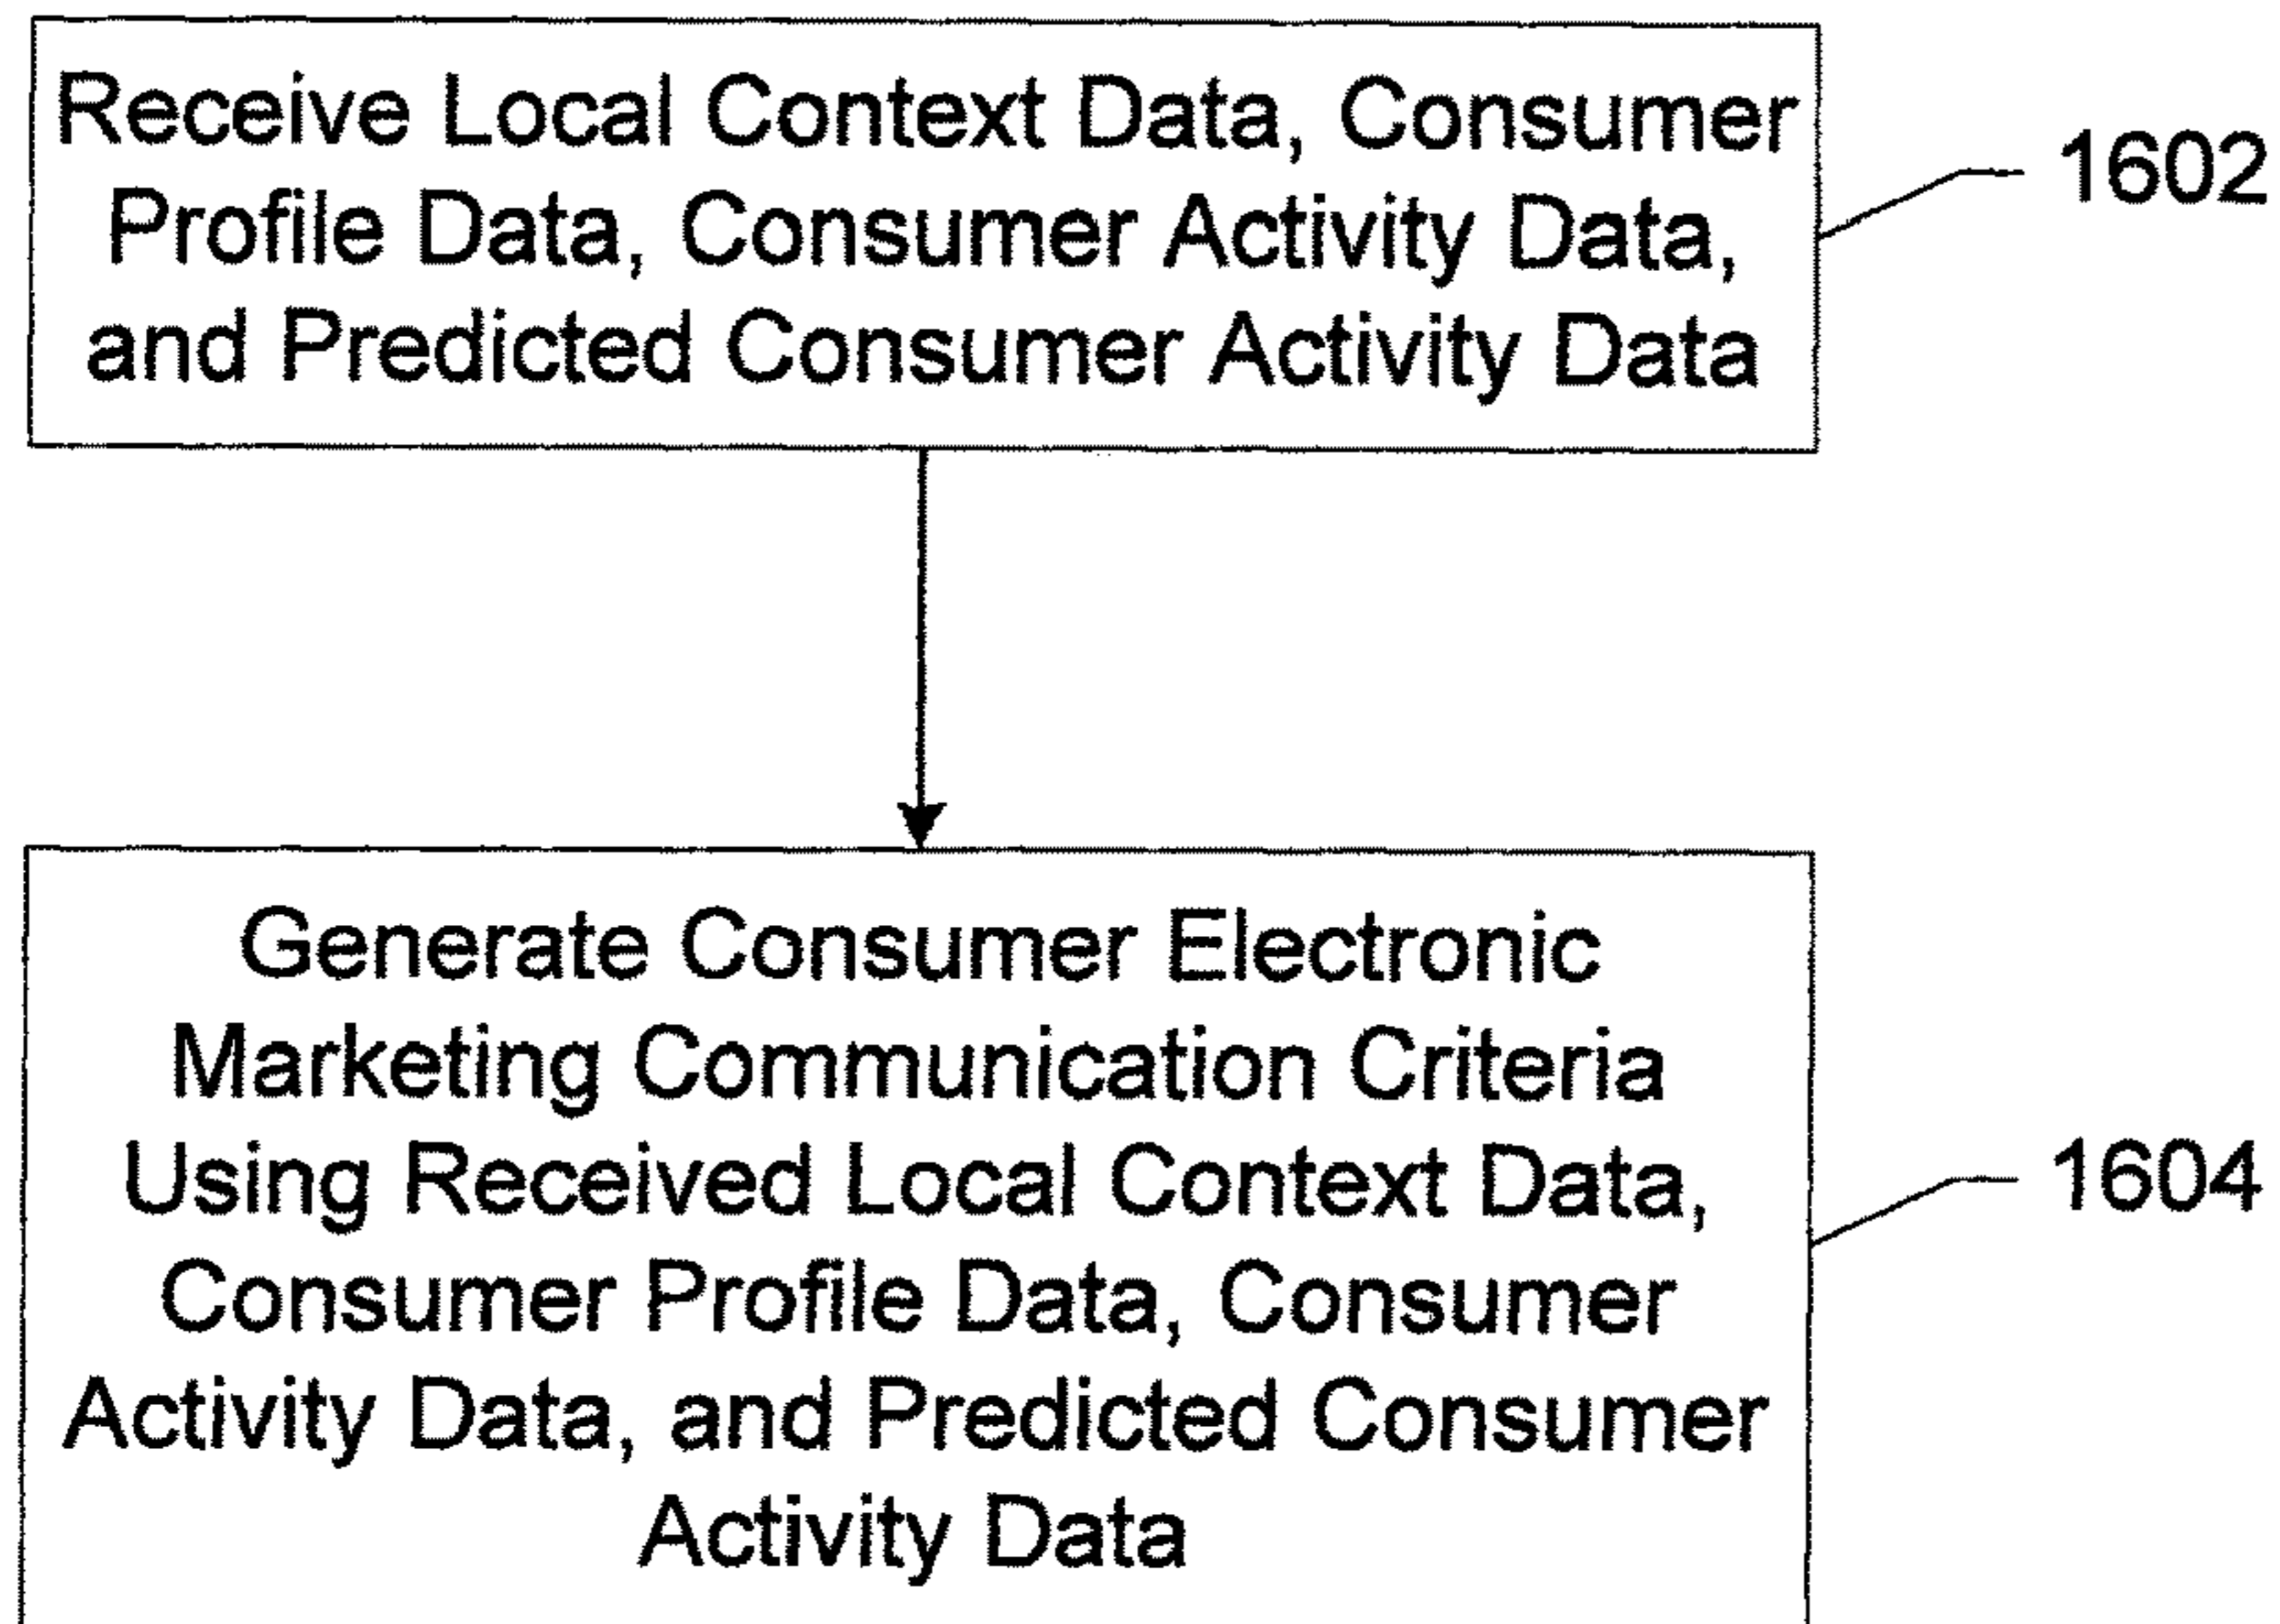 Receive Local Context Data, Consumer
Profile Data, Consumer Activity Data,
and Predicted Consumer Activity Data
1602
Generate Consumer Electronic
Marketing Communication Criteria
Using Received Local Context Data,
Consumer Profile Data, Consumer
Activity Data, and Predicted Consumer
Activity Data
1604